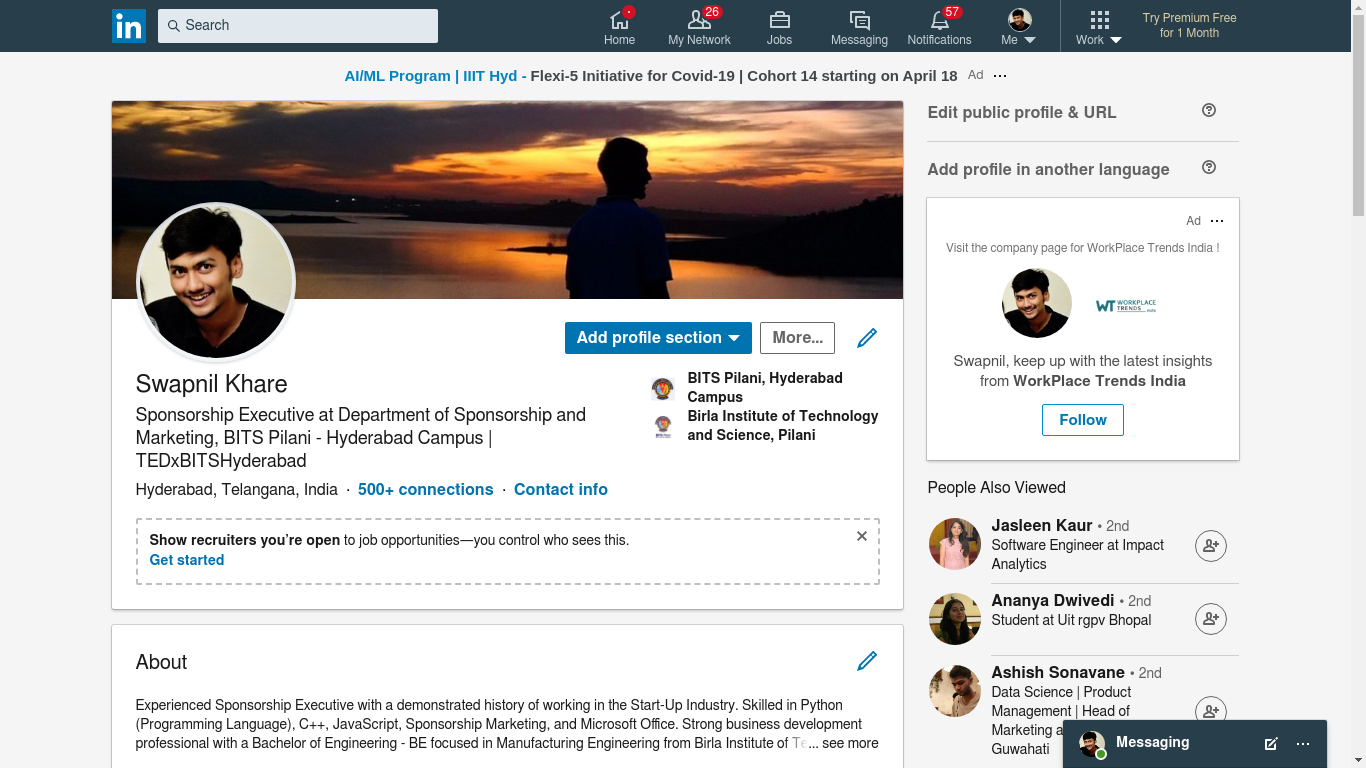 in
Search
Home
26
My Network
Jobs
Messaging
57
Notifications
Me
Work
Try Premium Free
for 1 Month
AI/ML Program | IIIT Hyd - Flexi-5 Initiative for Covid-19 | Cohort 14 starting on April 18 Ad ...
Add profile section
More...
Swapnil Khare
Sponsorship Executive at Department of Sponsorship and
Marketing, BITS Pilani - Hyderabad Campus |
TEDxBITSHyderabad
Hyderabad, Telangana, India · 500+ connections · Contact info
BITS Pilani, Hyderabad
Campus
Birla Institute of Technology
and Science, Pilani
Show recruiters you’re open to job opportunities—you control who sees this.
Get started
About
Experienced Sponsorship Executive with a demonstrated history of working in the Start-Up Industry. Skilled in Python
(Programming Language), C++, JavaScript, Sponsorship Marketing, and Microsoft Office. Strong business development
professional with a Bachelor of Engineering - BE focused in Manufacturing Engineering from Birla Institute of Te... see more
Edit public profile & URL
Add profile in another language
Ad ...
Visit the company page for WorkPlace Trends India !
WT WORKPLACE
TRENDS
Swapnil, keep up with the latest insights
from WorkPlace Trends India
Follow
People Also Viewed
Jasleen Kaur • 2nd
Software Engineer at Impact
Analytics
Ananya Dwivedi • 2nd
Student at Uit rgpv Bhopal
Ashish Sonavane • 2nd
Data Science | Product
Management | Head of
Marketing a
Guwahati
Messaging